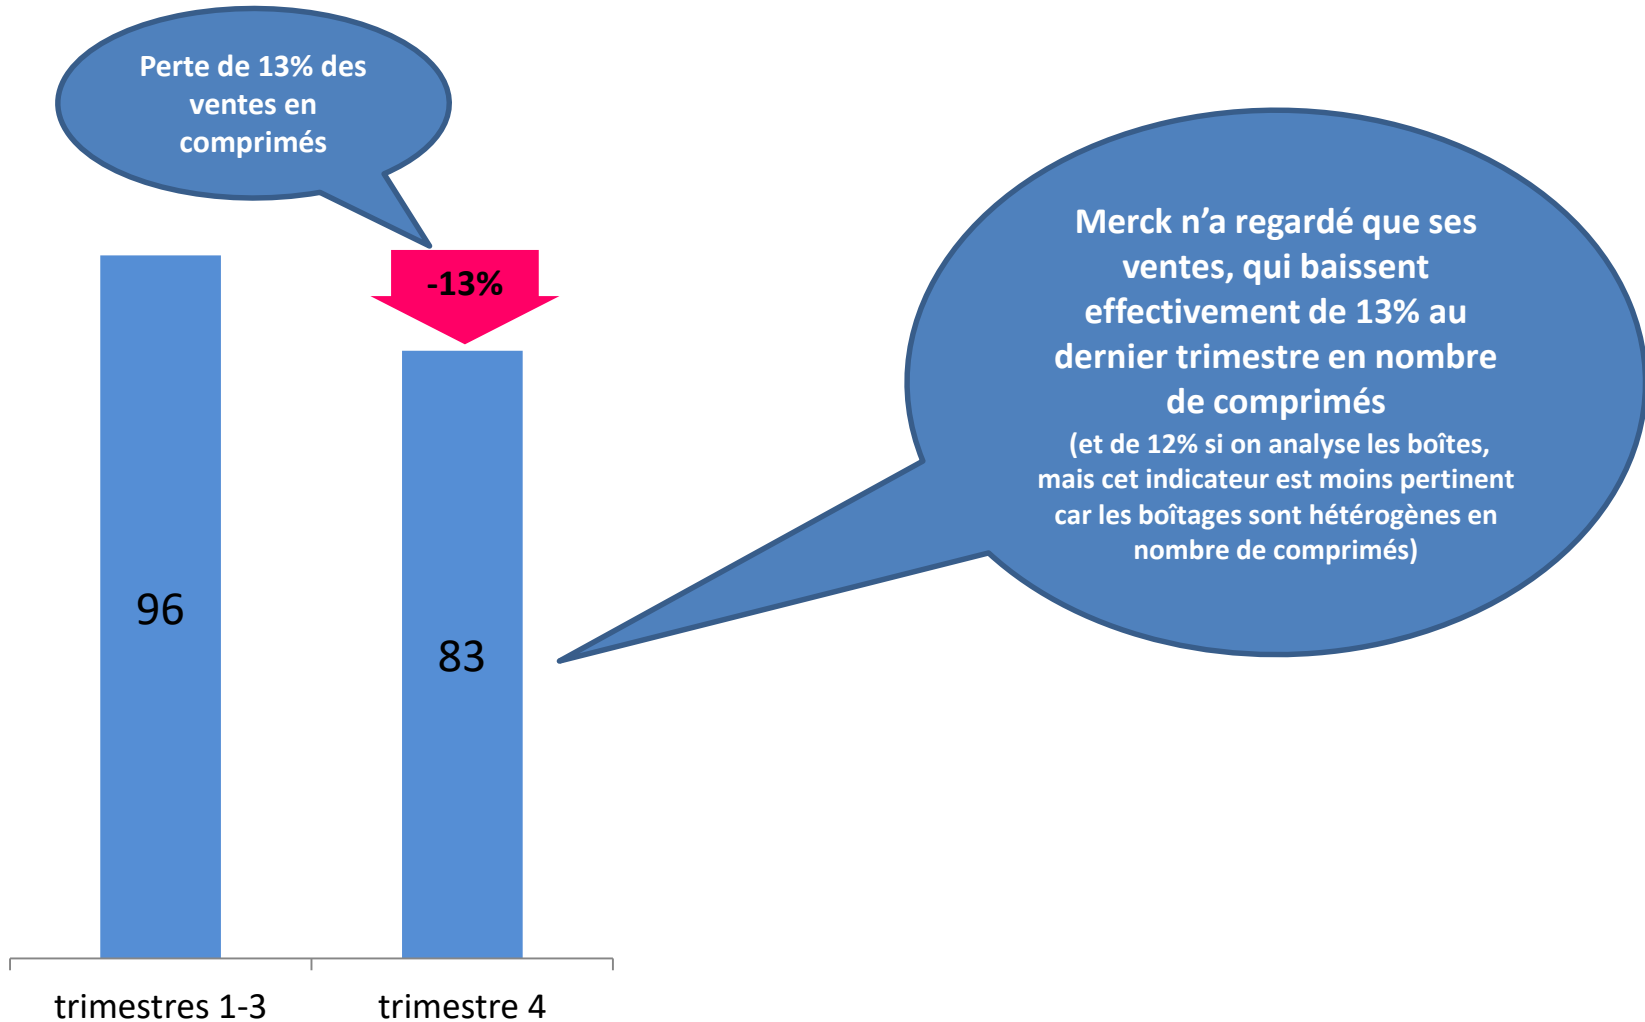 Perte de 13% des
ventes en
comprimés
-13%
Merck n’a regardé que ses
ventes, qui baissent
effectivement de 13% au
dernier trimestre en nombre
de comprimés
(et de 12% si on analyse les boîtes,
mais cet indicateur est moins pertinent
car les boîtages sont hétérogènes en
nombre de comprimés)
96
83
trimestres 1-3
trimestre 4